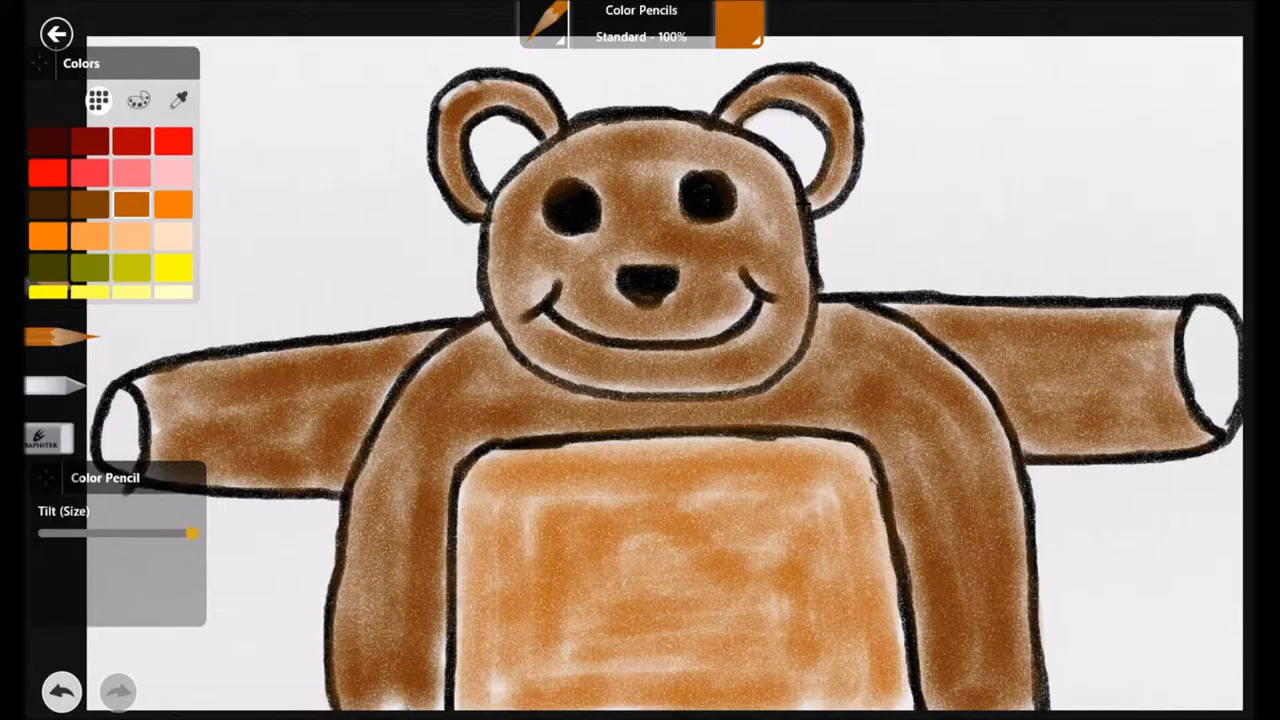 Color Pencils
Standard - 100%
Colors
Color Pencil
Tilt (Size)